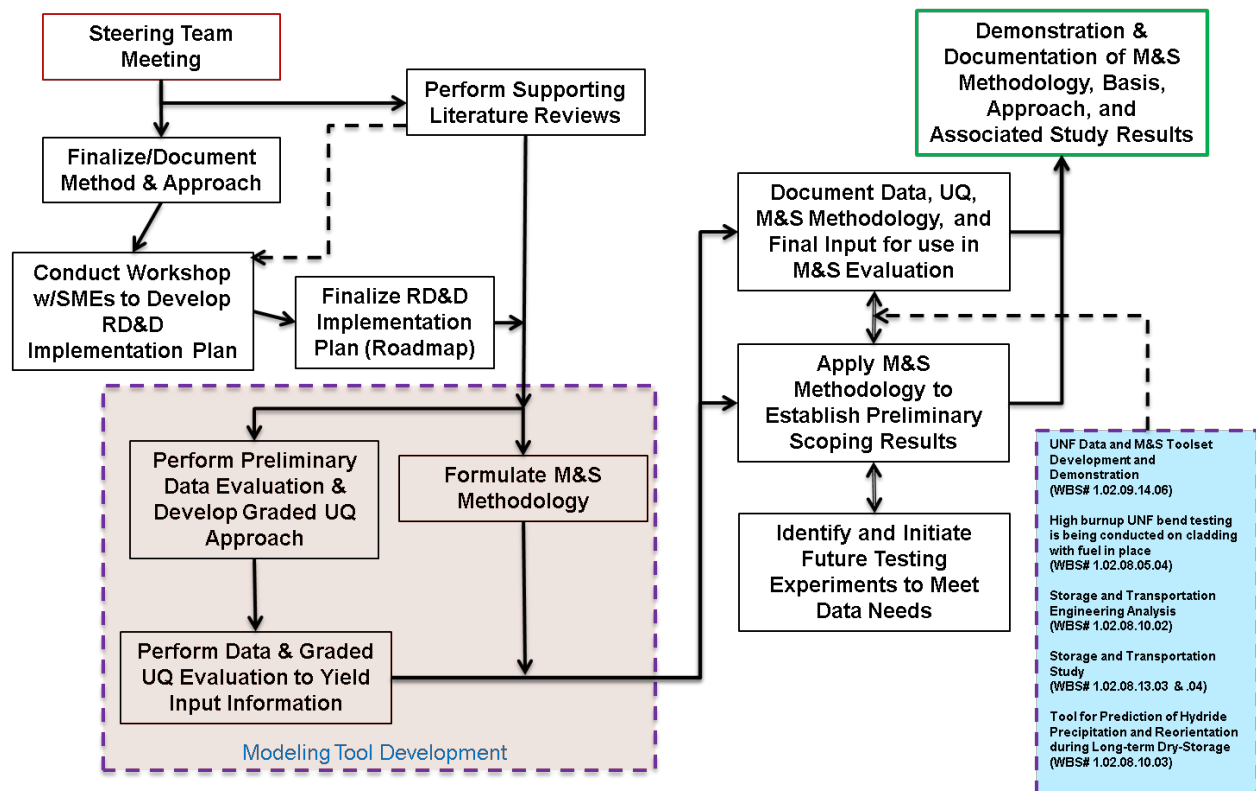 Steering Team
Meeting
Perform Supporting
Literature Reviews
Finalize/Document
Method & Approach
Conduct Workshop
w/SMEs to Develop
RD&D
Implementation Plan
Finalize RD&D
Implementation
Plan (Roadmap)
Perform Preliminary
Data Evaluation &
Develop Graded UQ
Approach
Formulate M&S
Methodology
Perform Data & Graded
UQ Evaluation to Yield
Input Information
Modeling Tool Development
Demonstration &
Documentation of M&S
Methodology, Basis,
Approach, and
Associated Study Results
Document Data, UQ,
M&S Methodology, and
Final Input for use in
M&S Evaluation
Apply M&S
Methodology to
Establish Preliminary
Scoping Results
Identify and Initiate
Future Testing
Experiments to Meet
Data Needs
UNF Data and M&S Toolset
Development and
Demonstration
(WBS# 1.02.09.14.06)
High burnup UNF bend testing
is being conducted on cladding
with fuel in place
(WBS# 1.02.08.05.04)
Storage and Transportation
Engineering Analysis
(WBS# 1.02.08.10.02)
Storage and Transportation
Study
(WBS# 1.02.08.13.03 & .04)
Tool for Prediction of Hydride
Precipitation and Reorientation
during Long-term Dry-Storage
(WBS# 1.02.08.10.03)